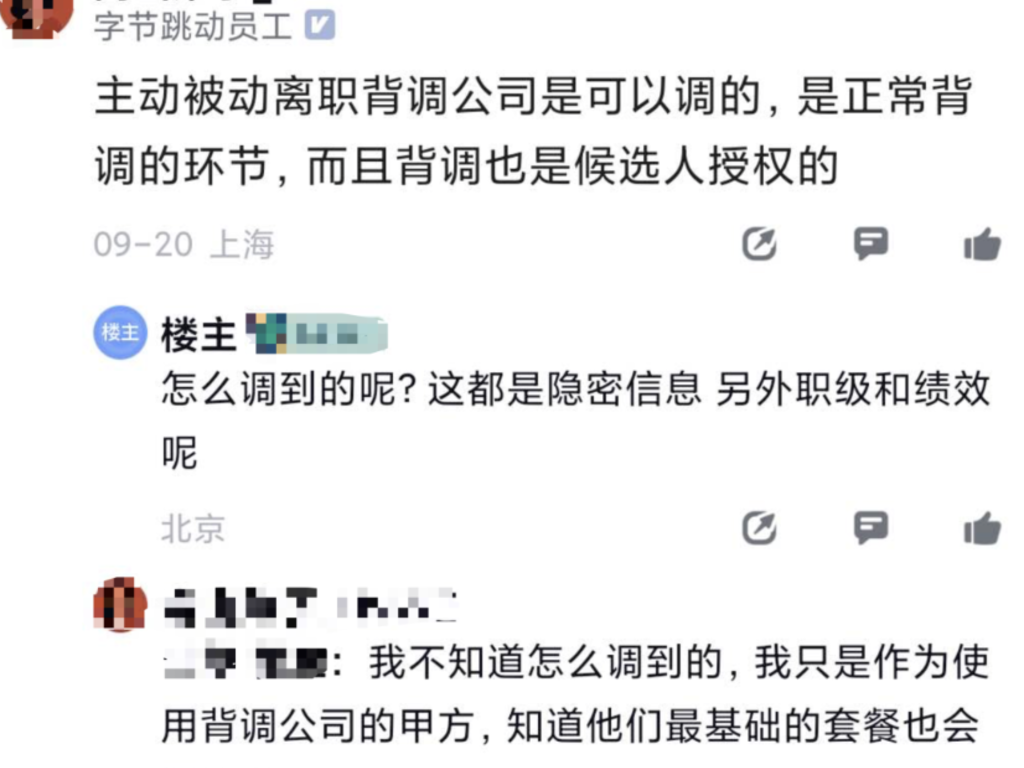 字节跳动员工
主动被动离职背调公司是可以调的，是正常背
调的环节，而且背调也是候选人授权的
09-20 上海
楼主 楼主
怎么调到的呢？这都是隐密信息 另外职级和绩效
呢
北京
：我不知道怎么调到的，我只是作为使
用背调公司的甲方，知道他们最基础的套餐也会